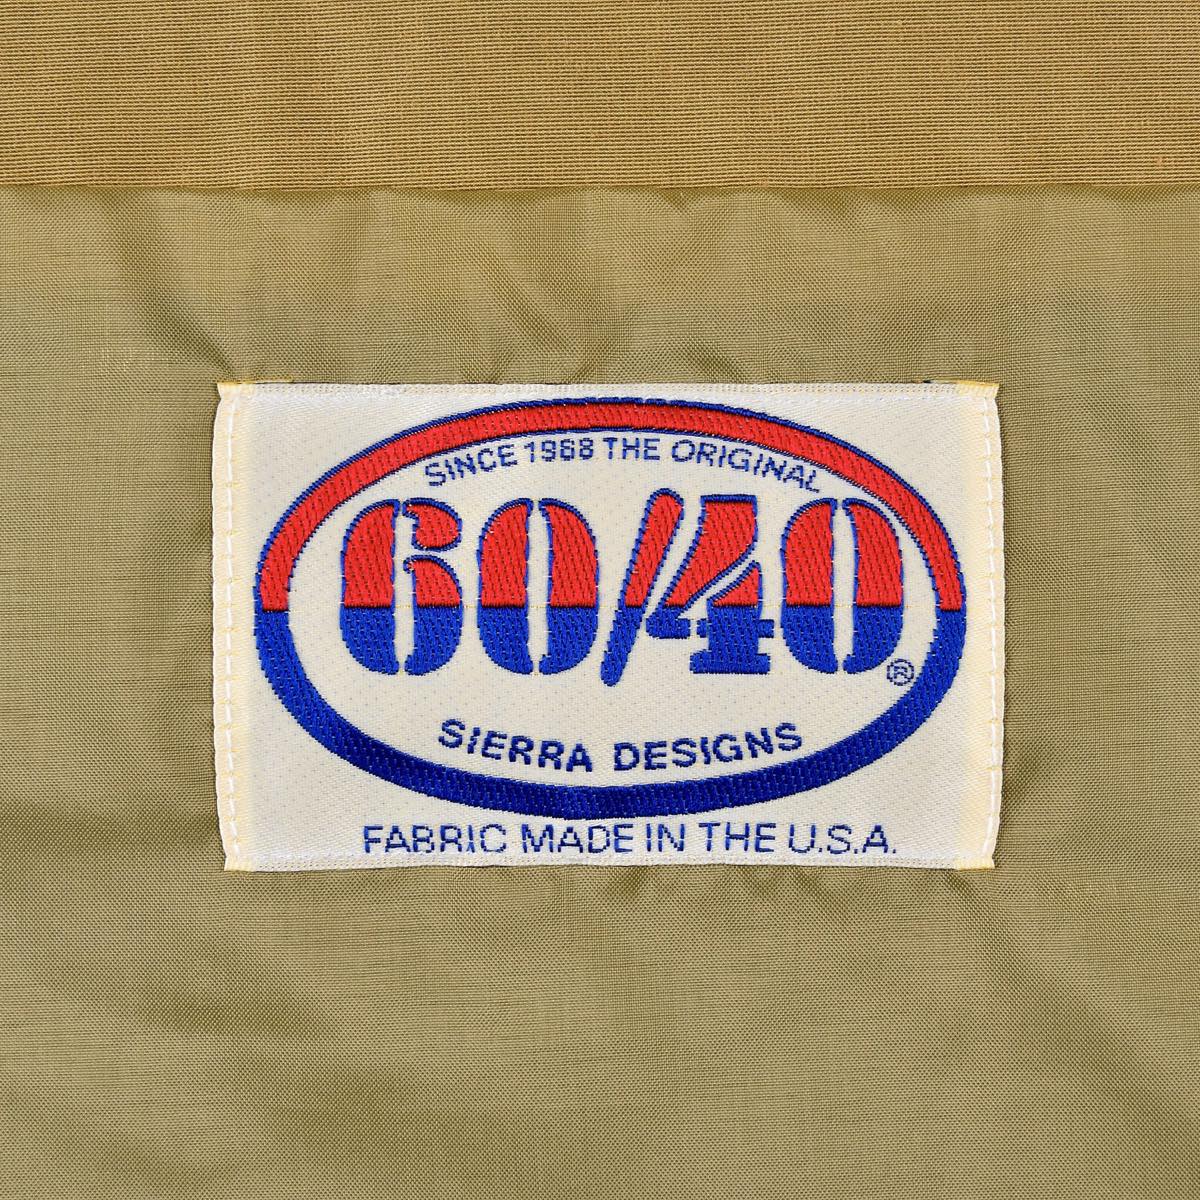 SINCE 1968 THE ORIGINAL
60/40®
SIERRA DESIGNS
FABRIC MADE IN THE U.S.A.